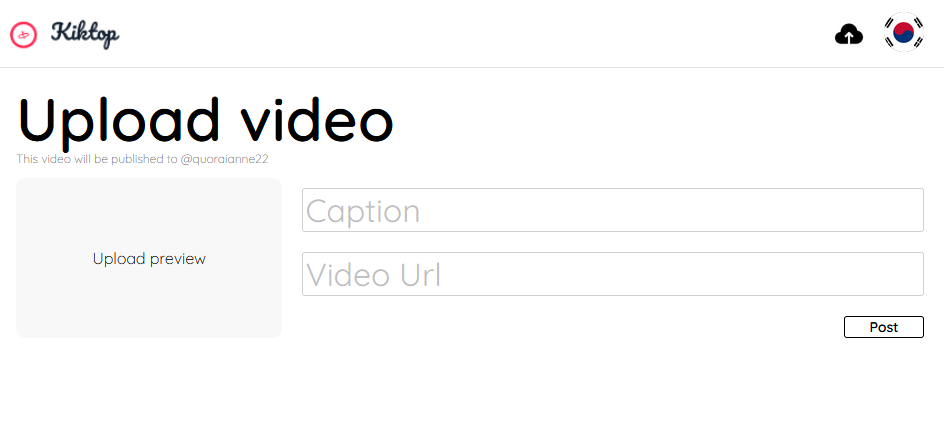 Kiktop
Upload video
This video will be published to @quoraianne22
Upload preview
Caption
Video Url
Post